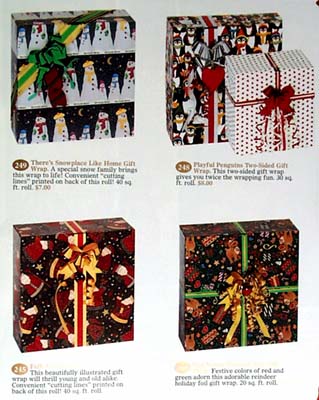 249 There's Snowplace Like Home Gift
Wrap. A special snow family brings
this wrap to life! Convenient "cutting
lines" printed on back of this roll! 40 sq.
ft. roll. $7.00
248 Playful Penguins Two-Sided Gift
Wrap. This two-sided gift wrap
gives you twice the wrapping fun. 30 sq.
ft. roll. $8.00
245
This beautifully illustrated gift
wrap will thrill young and old alike.
Convenient "cutting lines" printed on
back of this roll! 40 sq. ft. roll.
Festive colors of red and
green adorn this adorable reindeer
holiday foil gift wrap. 20 sq. ft. roll.